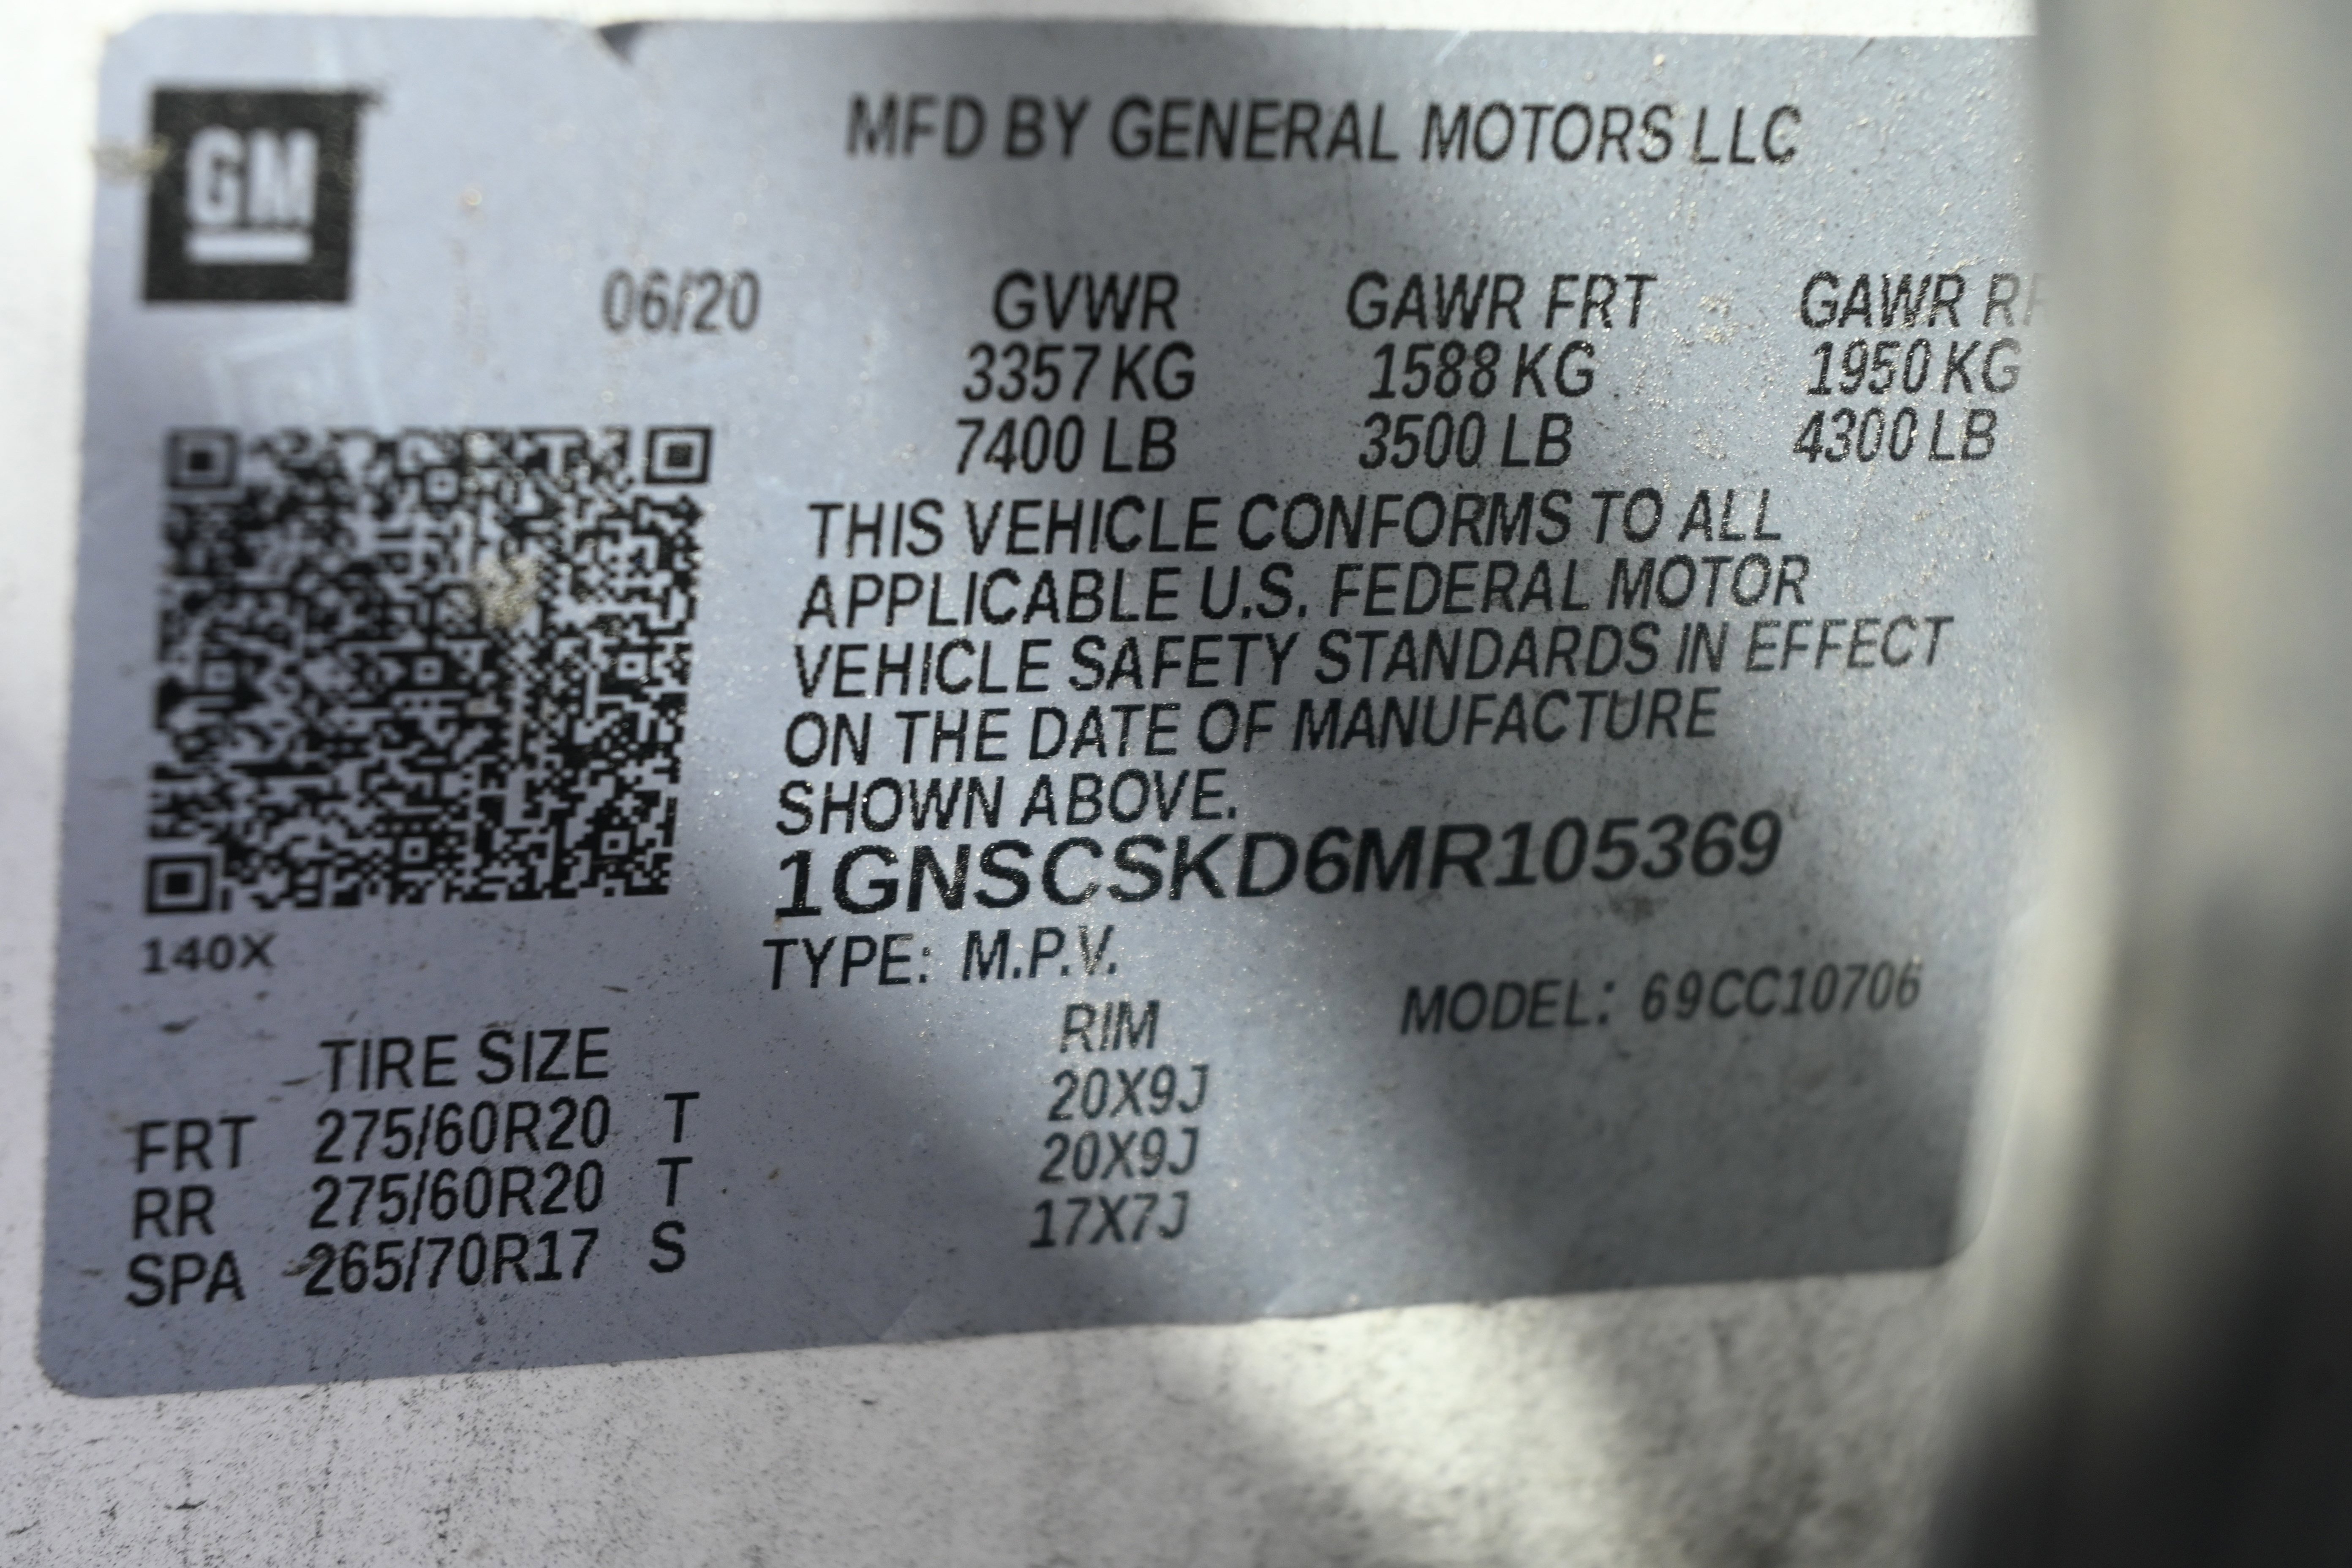 GM
MFD BY GENERAL MOTORS LLC
06/20 GVWR GAWR FRT GAWR RR
3357 KG 1588 KG 1950 KG
7400 LB 3500 LB 4300 LB
THIS VEHICLE CONFORMS TO ALL
APPLICABLE U.S. FEDERAL MOTOR
VEHICLE SAFETY STANDARDS IN EFFECT
ON THE DATE OF MANUFACTURE
SHOWN ABOVE.
1GNSCSKD6MR105369
140X
TYPE: M.P.V. MODEL: 69CC10706
TIRE SIZE RIM
FRT 275/60R20 T 20X9J
RR 275/60R20 T 20X9J
SPA 265/70R17 S 17X7J